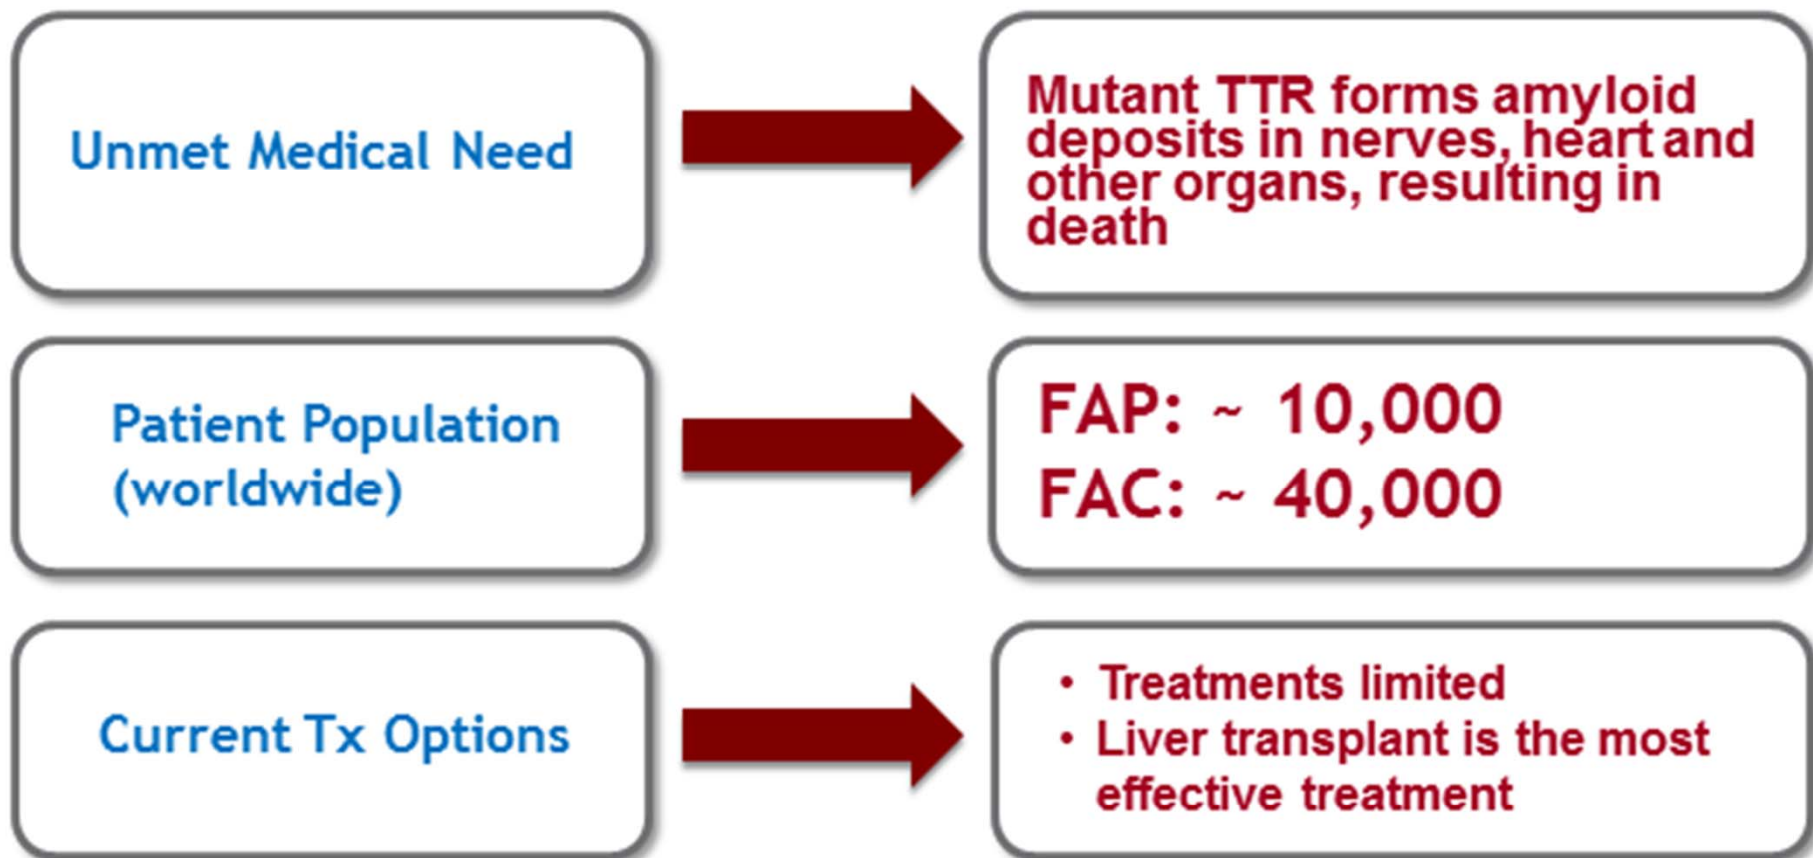 Unmet Medical Need
Mutant TTR forms amyloid
deposits in nerves, heart and
other organs, resulting in
death
Patient Population
(worldwide)
FAP: ~ 10,000
FAC: ~ 40,000
Current Tx Options
• Treatments limited
• Liver transplant is the most
effective treatment